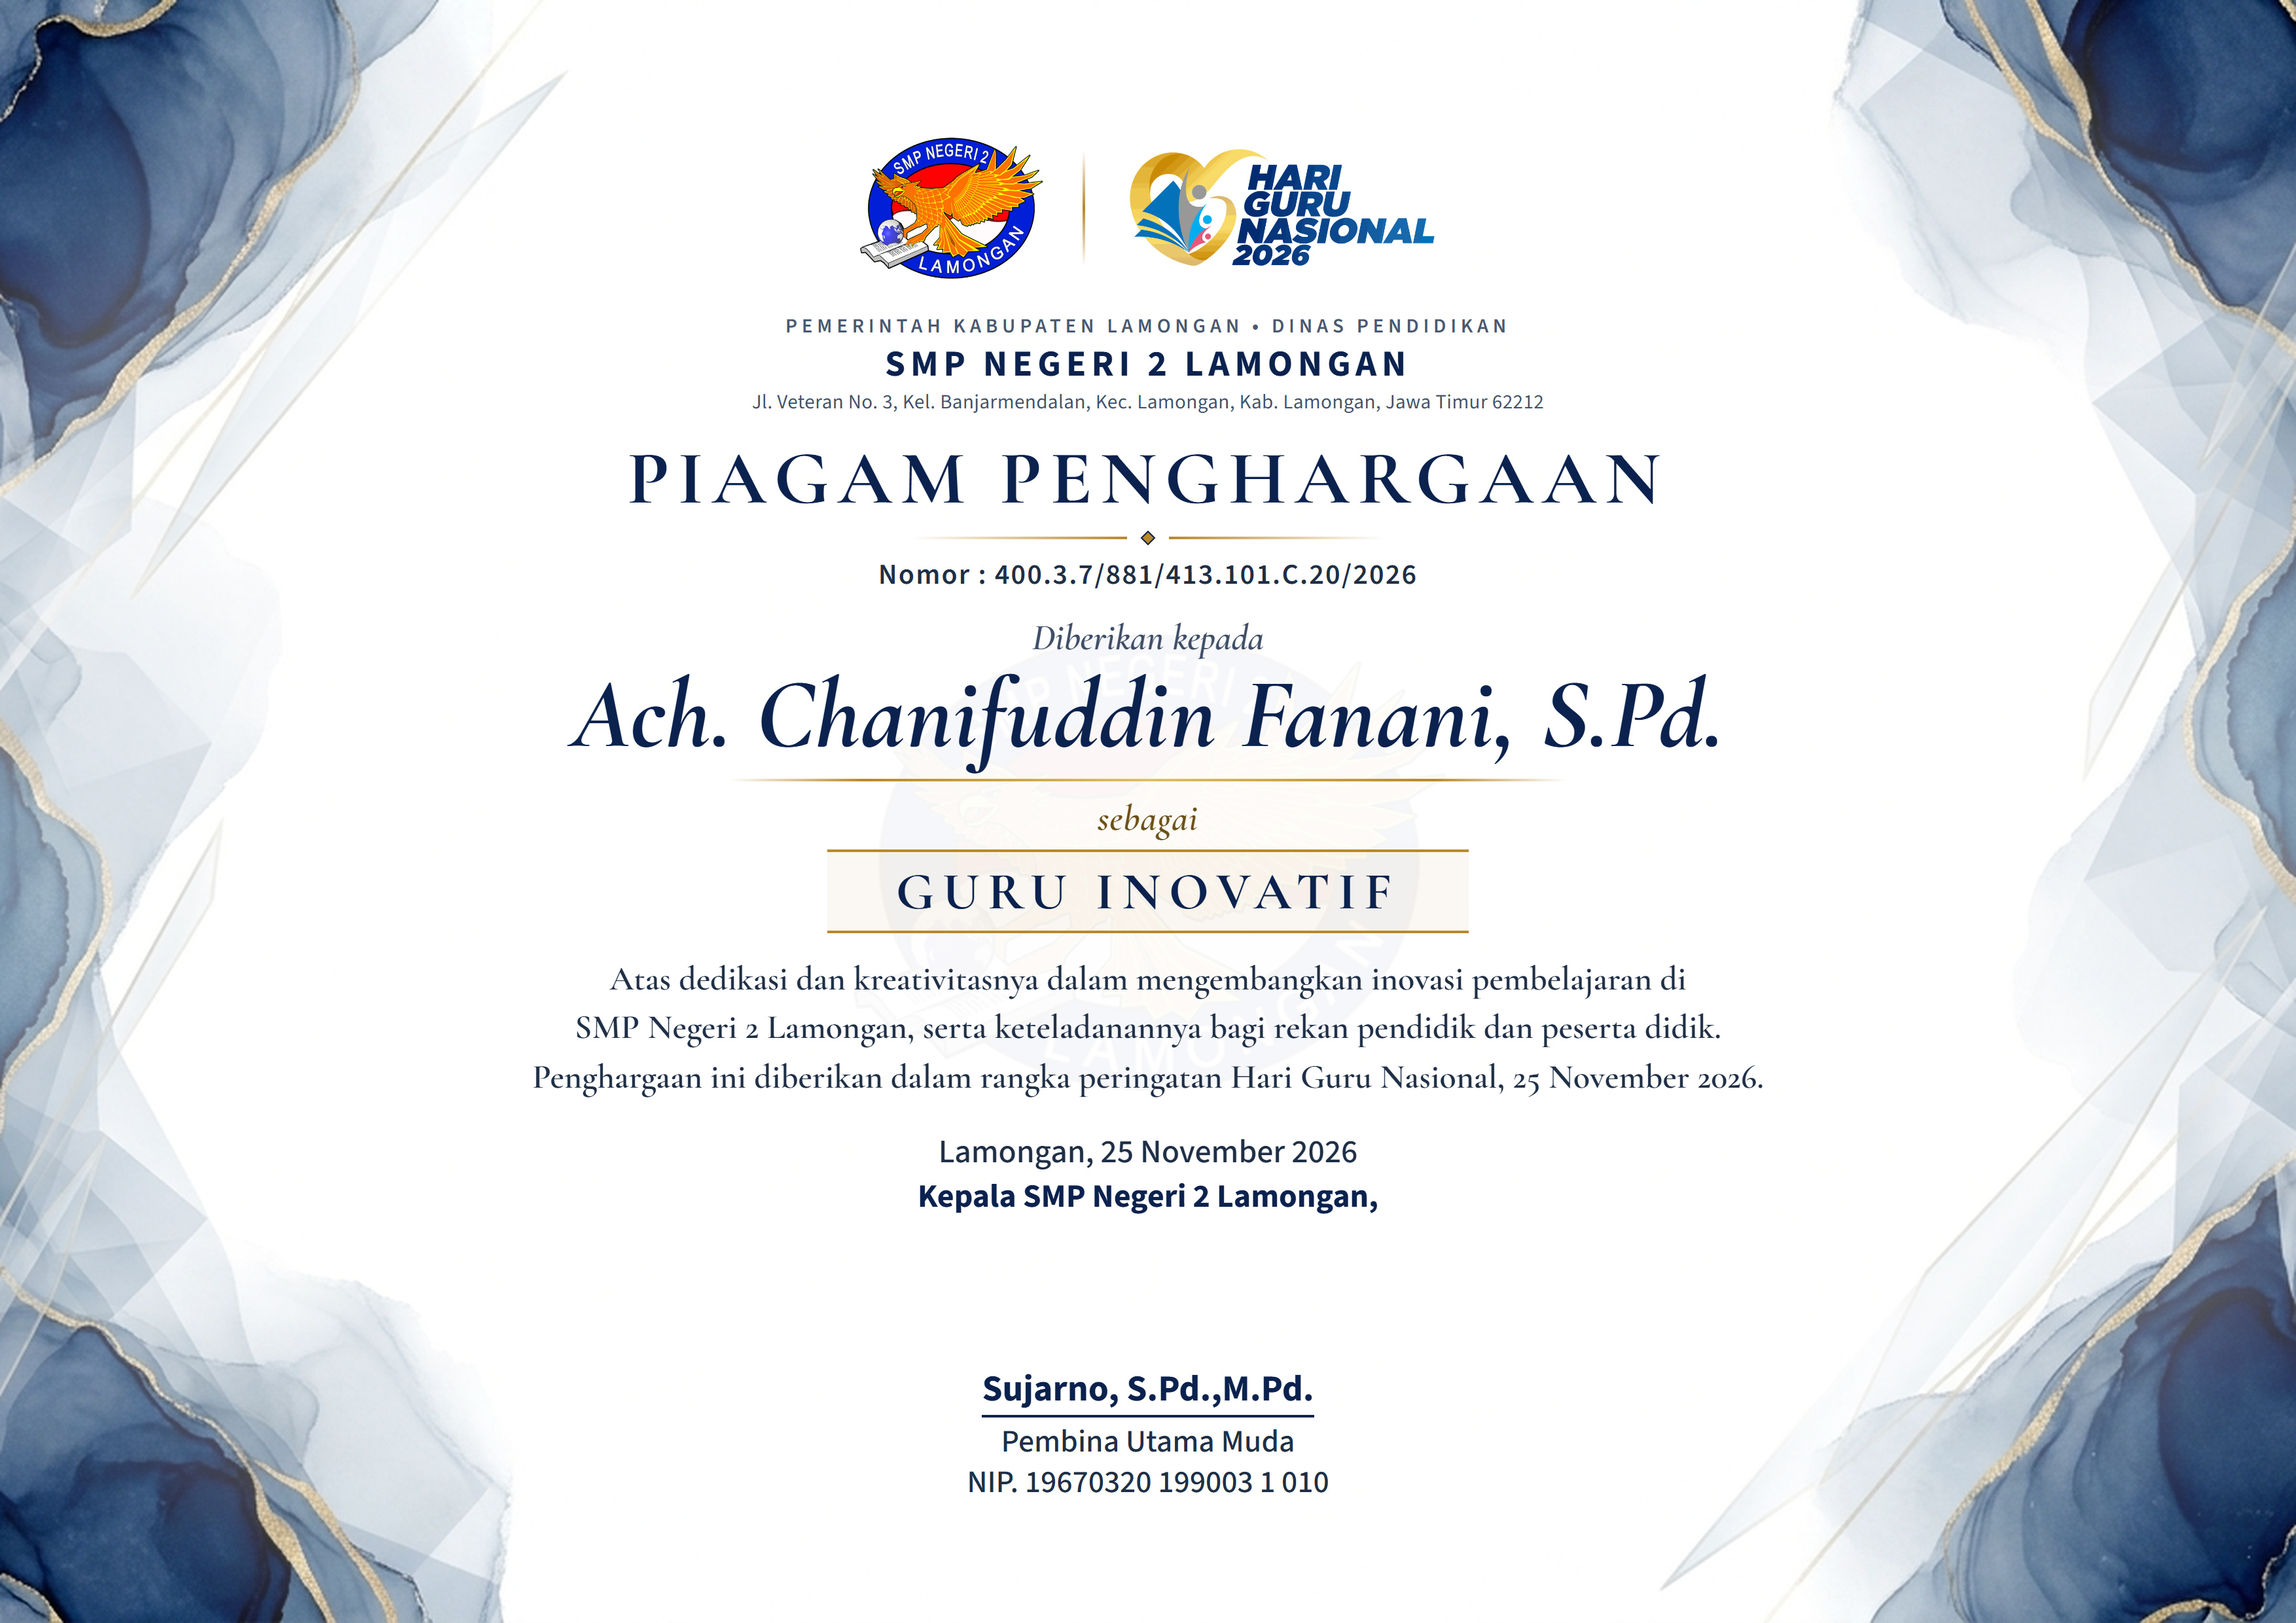 SMP NEGERI 2
LAMONGAN
HARI
GURU
NASIONAL
2026
PEMERINTAH KABUPATEN LAMONGAN • DINAS PENDIDIKAN
SMP NEGERI 2 LAMONGAN
Jl. Veteran No. 3, Kel. Banjarmendalan, Kec. Lamongan, Kab. Lamongan, Jawa Timur 62212
PIAGAM PENGHARGAAN
Nomor : 400.3.7/881/413.101.C.20/2026
Diberikan kepada
Ach. Chanifuddin Fanani, S.Pd.
sebagai
GURU INOVATIF
Atas dedikasi dan kreativitasnya dalam mengembangkan inovasi pembelajaran di
SMP Negeri 2 Lamongan, serta keteladanannya bagi rekan pendidik dan peserta didik.
Penghargaan ini diberikan dalam rangka peringatan Hari Guru Nasional, 25 November 2026.
Lamongan, 25 November 2026
Kepala SMP Negeri 2 Lamongan,
Sujarno, S.Pd.,M.Pd.
Pembina Utama Muda
NIP. 19670320 199003 1 010